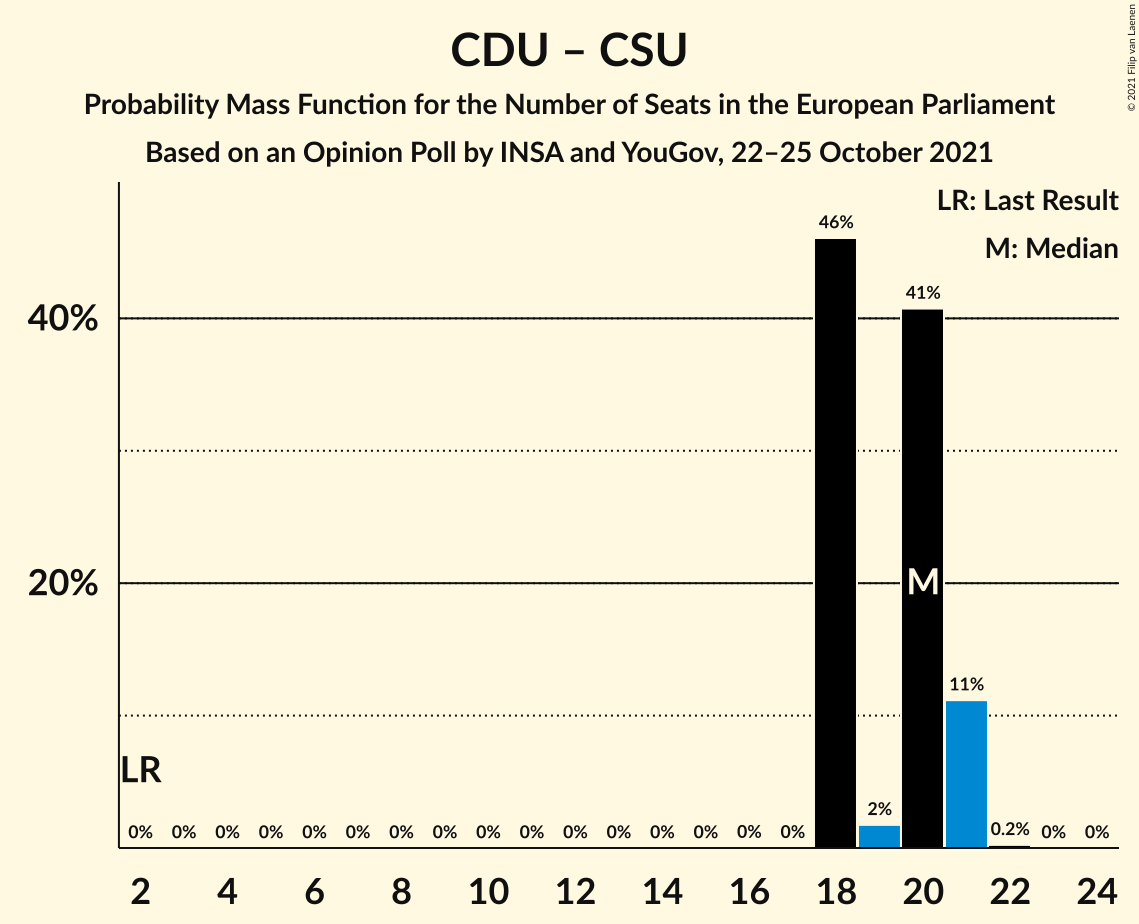 CDU – CSU
Probability Mass Function for the Number of Seats in the European Parliament
Based on an Opinion Poll by INSA and YouGov, 22–25 October 2021
© 2021 Filip van Laenen
LR: Last Result
M: Median
46%
41%
40%
20%
M
11%
LR
2%
0% 0% 0% 0% 0% 0% 0% 0% 0% 0% 0% 0% 0% 0% 0% 0% 0.2% 0% 0%
2 4 6 8 10 12 14 16 18 20 22 24